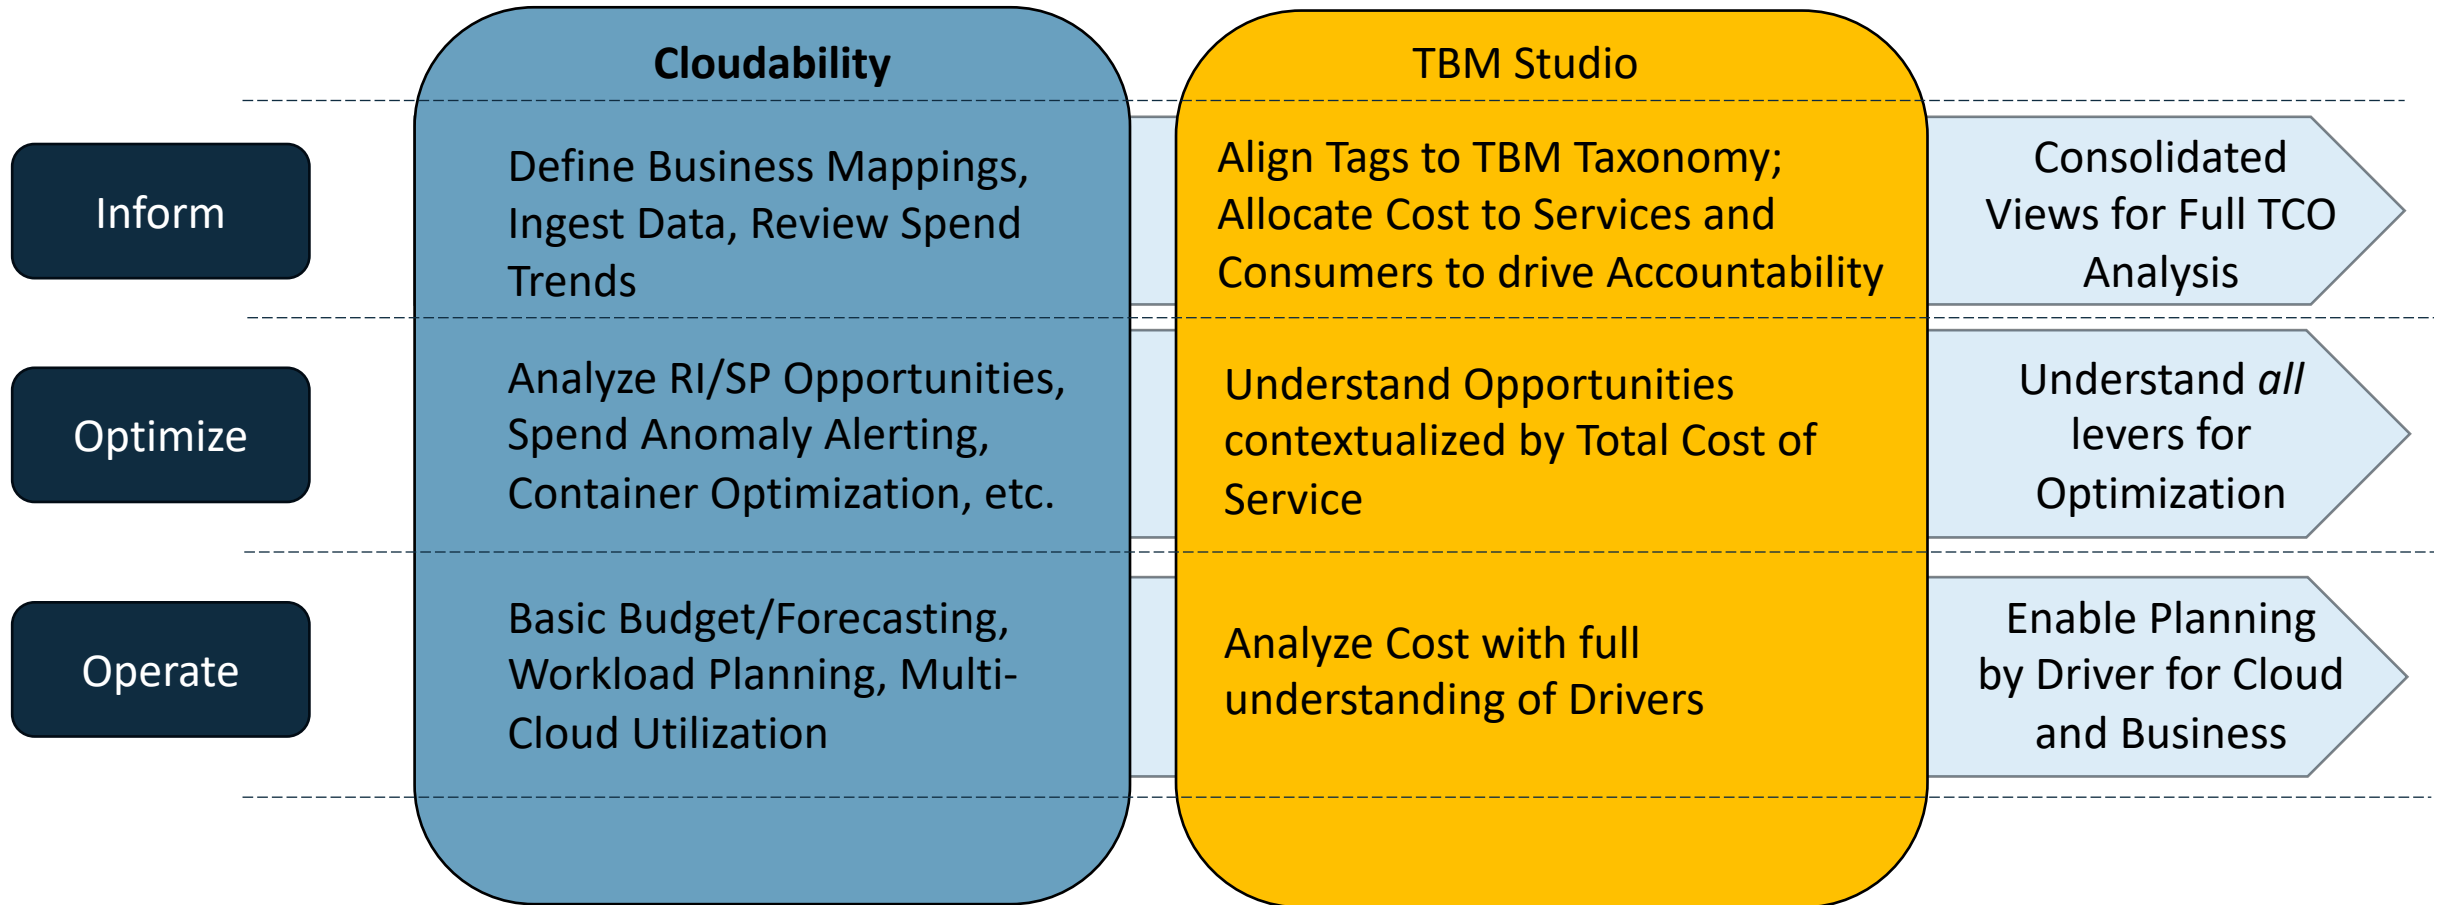 Cloudability
TBM Studio
Inform
Define Business Mappings,
Ingest Data, Review Spend
Trends
Align Tags to TBM Taxonomy;
Allocate Cost to Services and
Consumers to drive Accountability
Consolidated
Views for Full TCO
Analysis
Optimize
Analyze RI/SP Opportunities,
Spend Anomaly Alerting,
Container Optimization, etc.
Understand Opportunities
contextualized by Total Cost of
Service
Understand all
levers for
Optimization
Operate
Basic Budget/Forecasting,
Workload Planning, Multi-
Cloud Utilization
Analyze Cost with full
understanding of Drivers
Enable Planning
by Driver for Cloud
and Business